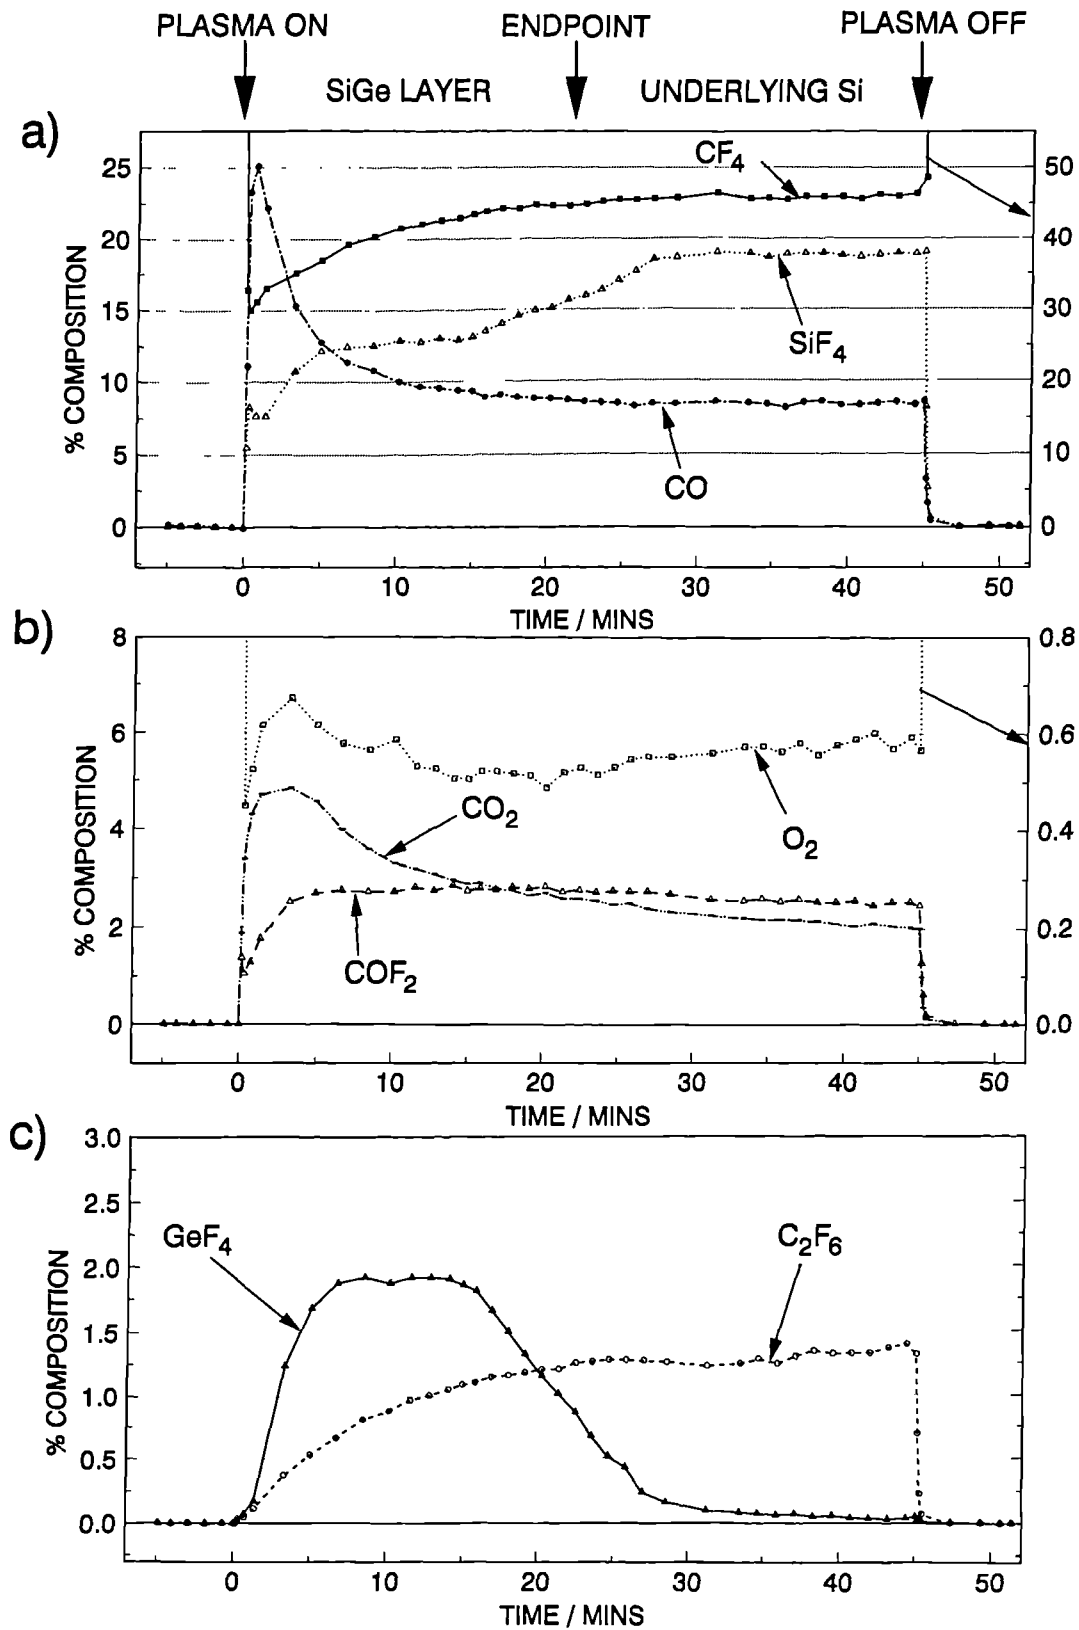 PLASMA ON ENDPOINT PLASMA OFF
SiGe LAYER UNDERLYING Si
a)
CF4
25 50
20 40
15 30
SiF4
10 20
5 10
CO
0 0
% COMPOSITION
0 10 20 30 40 50
TIME / MINS
b)
8 0.8
6 0.6
CO2
O2
4 0.4
2 0.2
COF2
0 0.0
% COMPOSITION
0 10 20 30 40 50
TIME / MINS
c)
3.0
2.5
GeF4 C2F6
2.0
1.5
1.0
0.5
0.0
% COMPOSITION
0 10 20 30 40 50
TIME / MINS